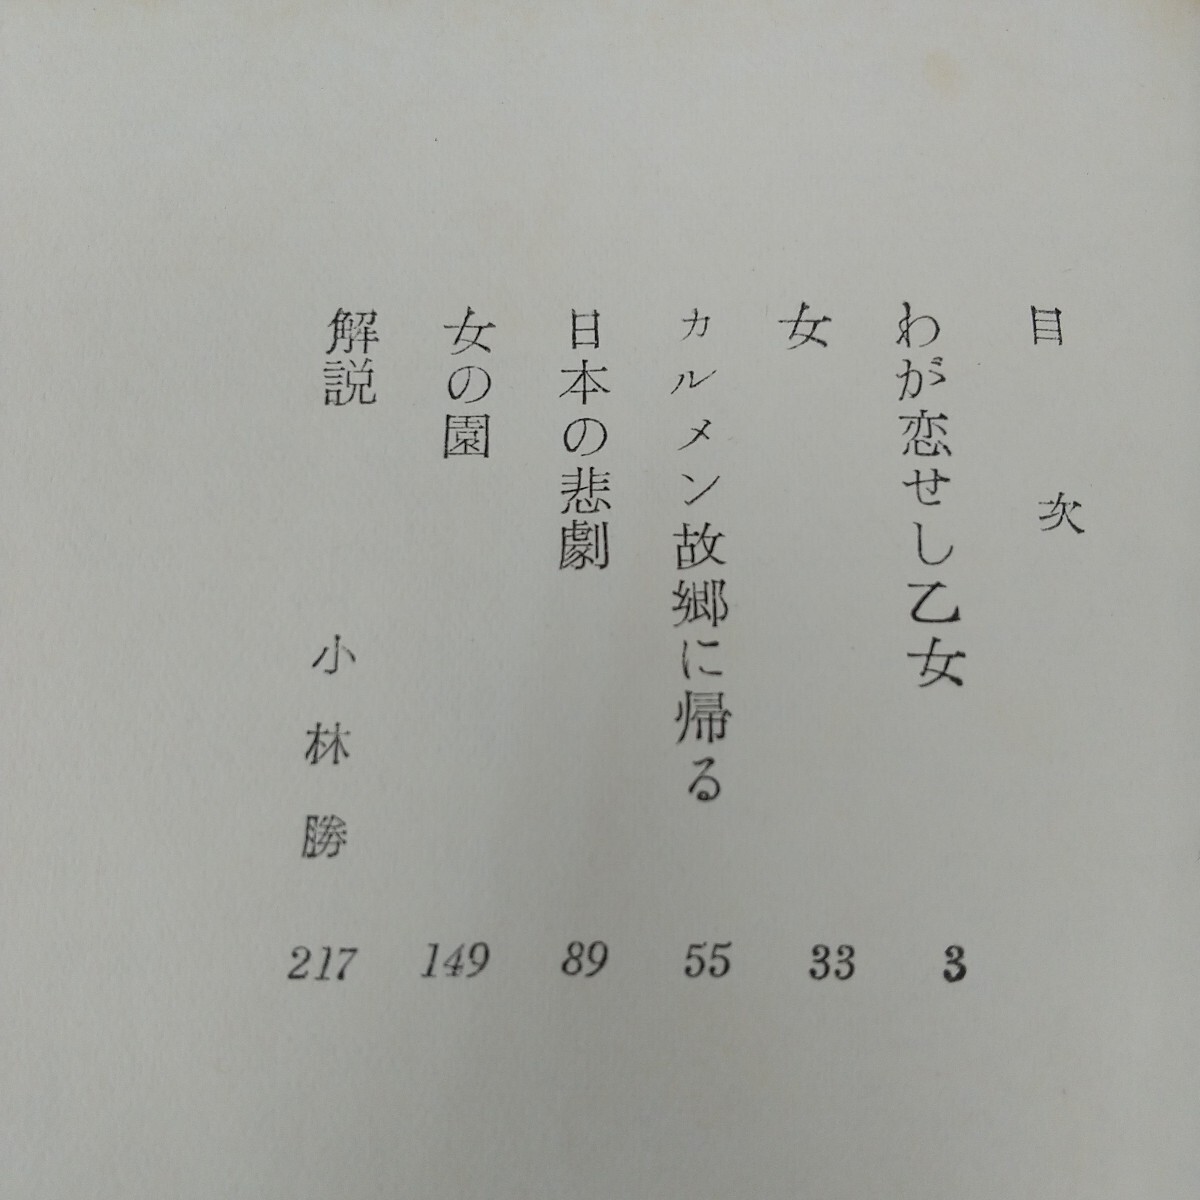 目次
わが恋せし乙女 3
女 33
カルメン故郷に帰る 55
日本の悲劇 89
女の園 149
解説 小林勝 217